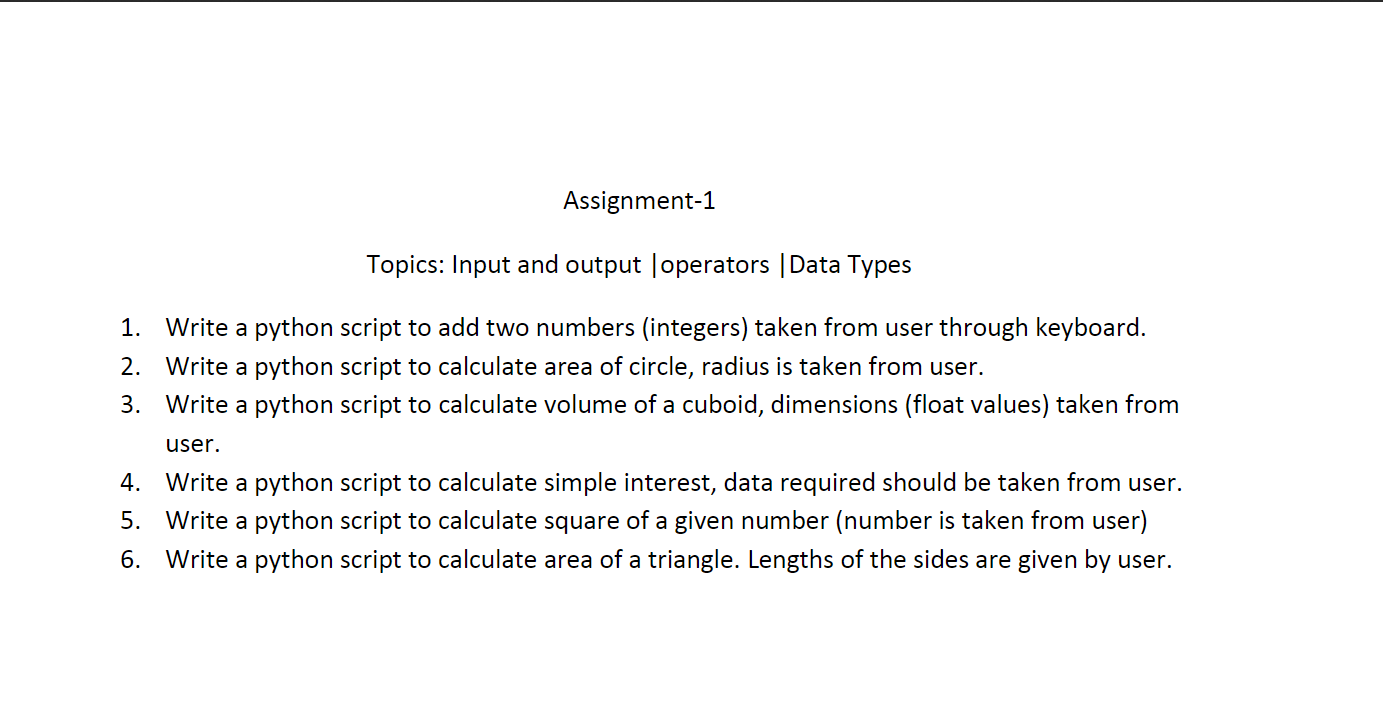 Assignment-1
Topics: Input and output |operators |Data Types
1. Write a python script to add two numbers (integers) taken from user through keyboard.
2. Write a python script to calculate area of circle, radius is taken from user.
3. Write a python script to calculate volume of a cuboid, dimensions (float values) taken from
user.
4. Write a python script to calculate simple interest, data required should be taken from user.
5. Write a python script to calculate square of a given number (number is taken from user)
6. Write a python script to calculate area of a triangle. Lengths of the sides are given by user.